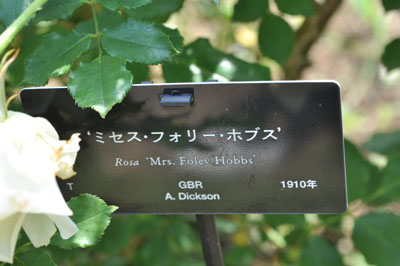 'ミセス・フォリー・ホブス'
Rosa 'Mrs. Foley Hobbs'
T
GBR 1910年
A. Dickson